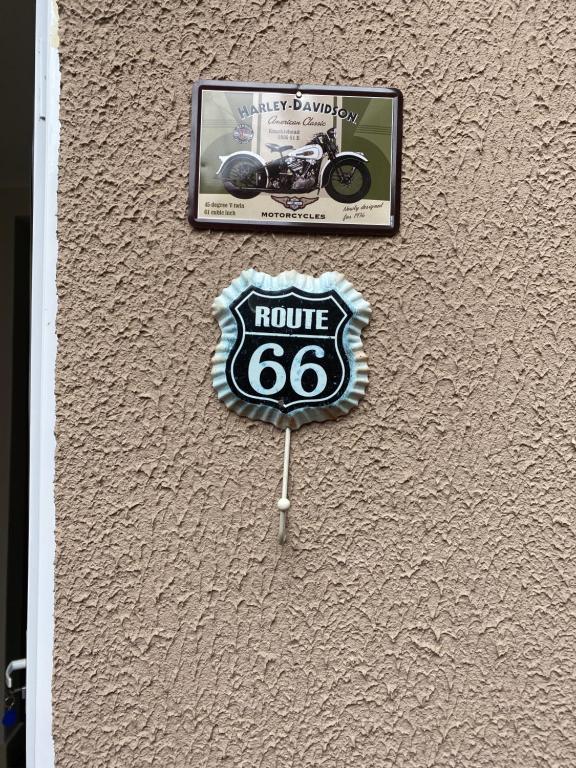 HARLEY-DAVIDSON
American Classic
Knucklehead
1936 61 E
45-degree V-twin
61 cubic inch
MOTORCYCLES
Newly designed
for 1936
ROUTE
66